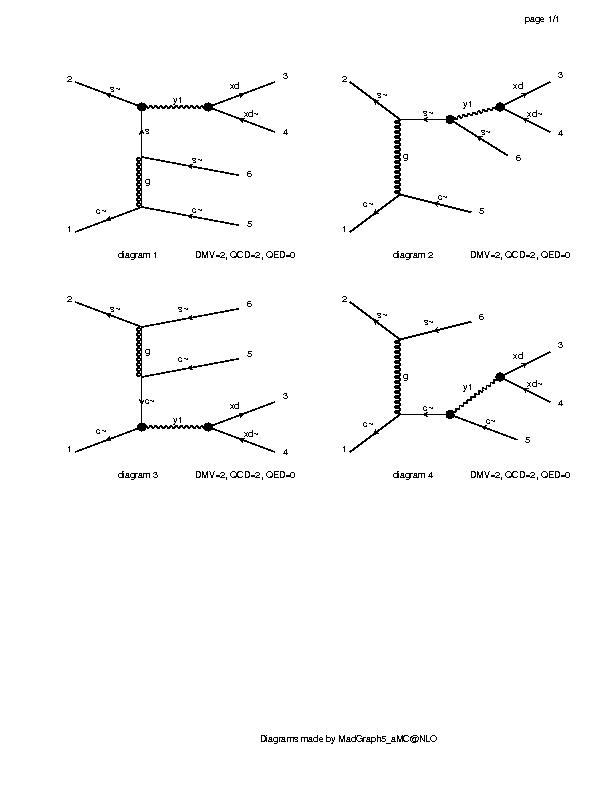 page 1/1
2
s~
y1
xd
3
xd~
4
s
s~
6
g
c~
c~
5
1
diagram 1
DMV=2, QCD=2, QED=0
2
s~
s~
y1
xd
3
xd~
4
s~
6
g
c~
c~
5
1
diagram 2
DMV=2, QCD=2, QED=0
2
s~
s~
6
g
c~
5
c~
c~
y1
xd
3
xd~
4
1
diagram 3
DMV=2, QCD=2, QED=0
2
s~
s~
6
g
xd
3
y1
xd~
4
c~
c~
c~
5
1
diagram 4
DMV=2, QCD=2, QED=0
Diagrams made by MadGraph5_aMC@NLO